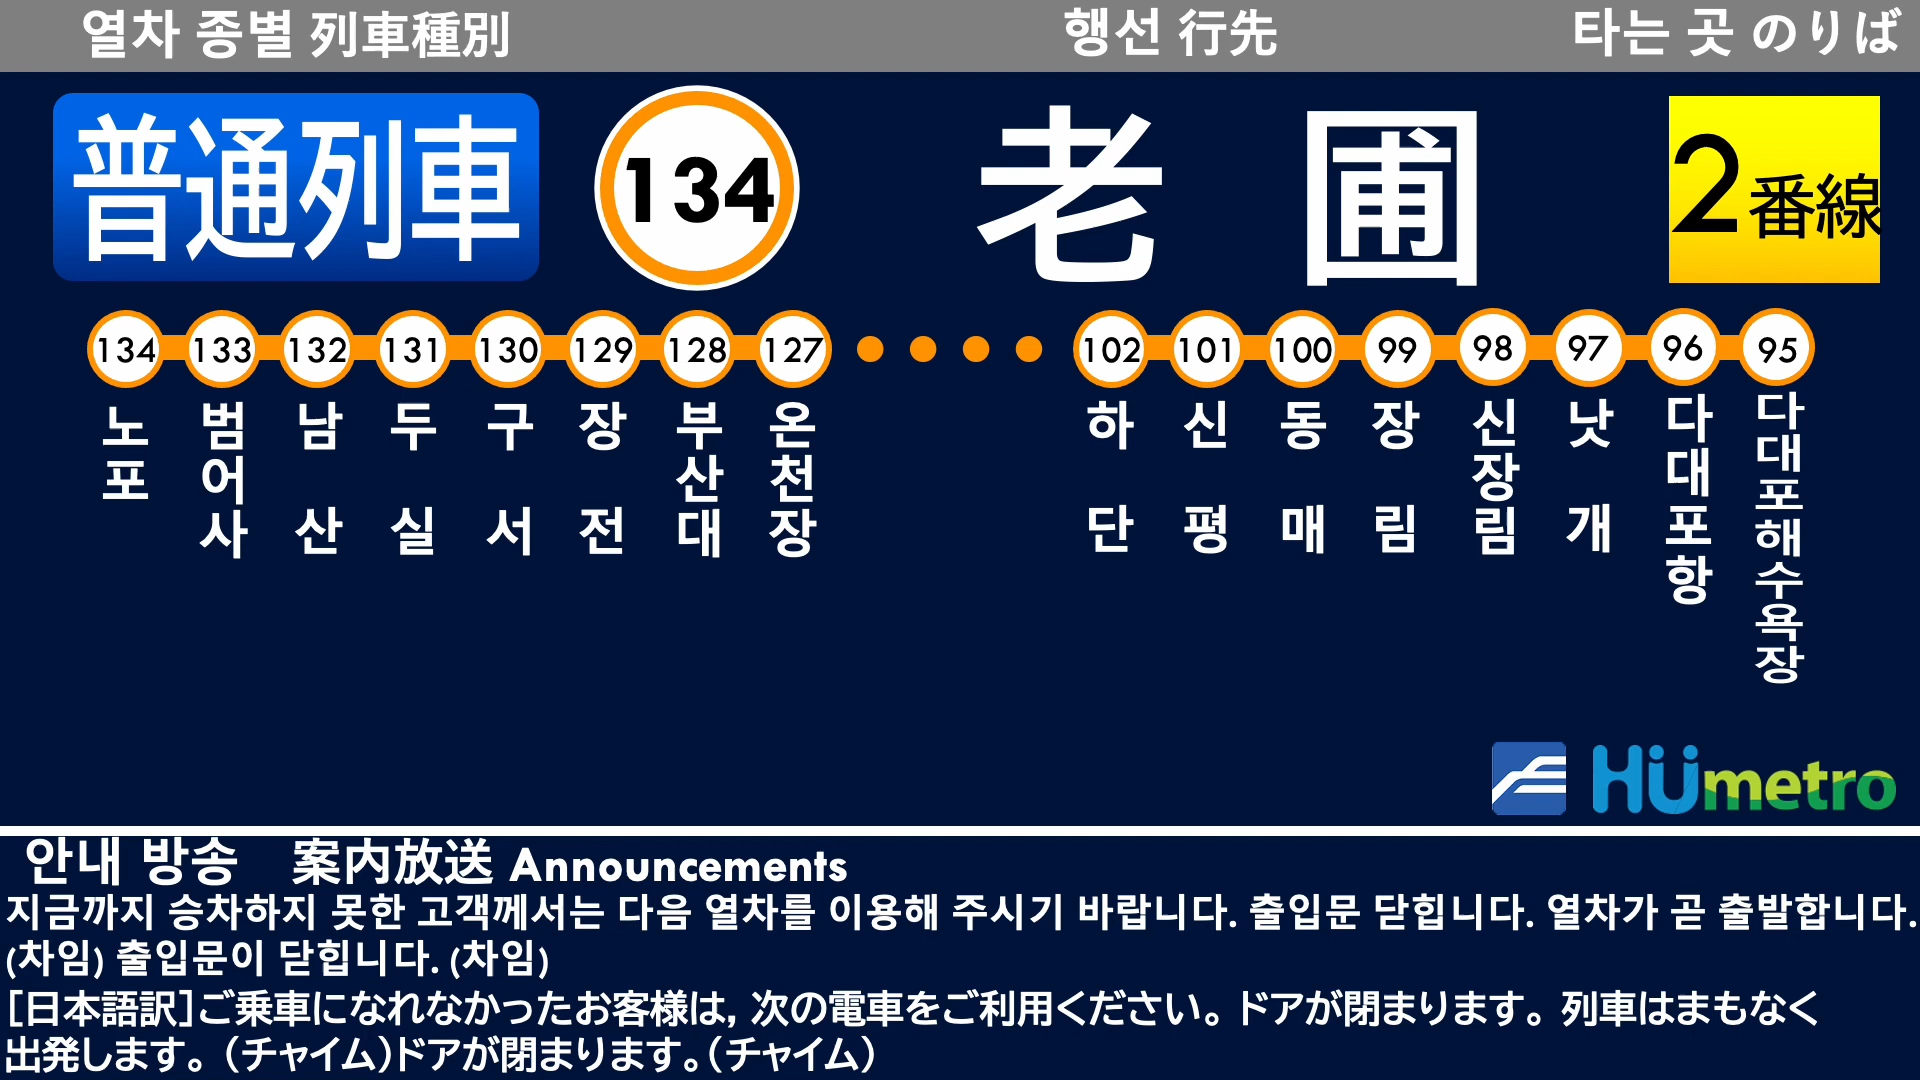 열차 종별 列車種別
행선 行先
타는 곳 のりば
普通列車
134
老圃
2番線
134 133 132 131 130 129 128 127 102 101 100 99 98 97 96 95
노포
범어사
남산
두실
구서
장전
부산대
온천장
하단
신평
동매
장림
신장림
낫개
다대포항
다대포해수욕장
Hümetro
안내 방송 案内放送 Announcements
지금까지 승차하지 못한 고객께서는 다음 열차를 이용해 주시기 바랍니다. 출입문 닫힙니다. 열차가 곧 출발합니다.
(차임) 출입문이 닫힙니다. (차임)
[日本語訳]ご乗車になれなかったお客様は, 次の電車をご利用ください。ドアが閉まります。列車はまもなく
出発します。（チャイム）ドアが閉まります。（チャイム）